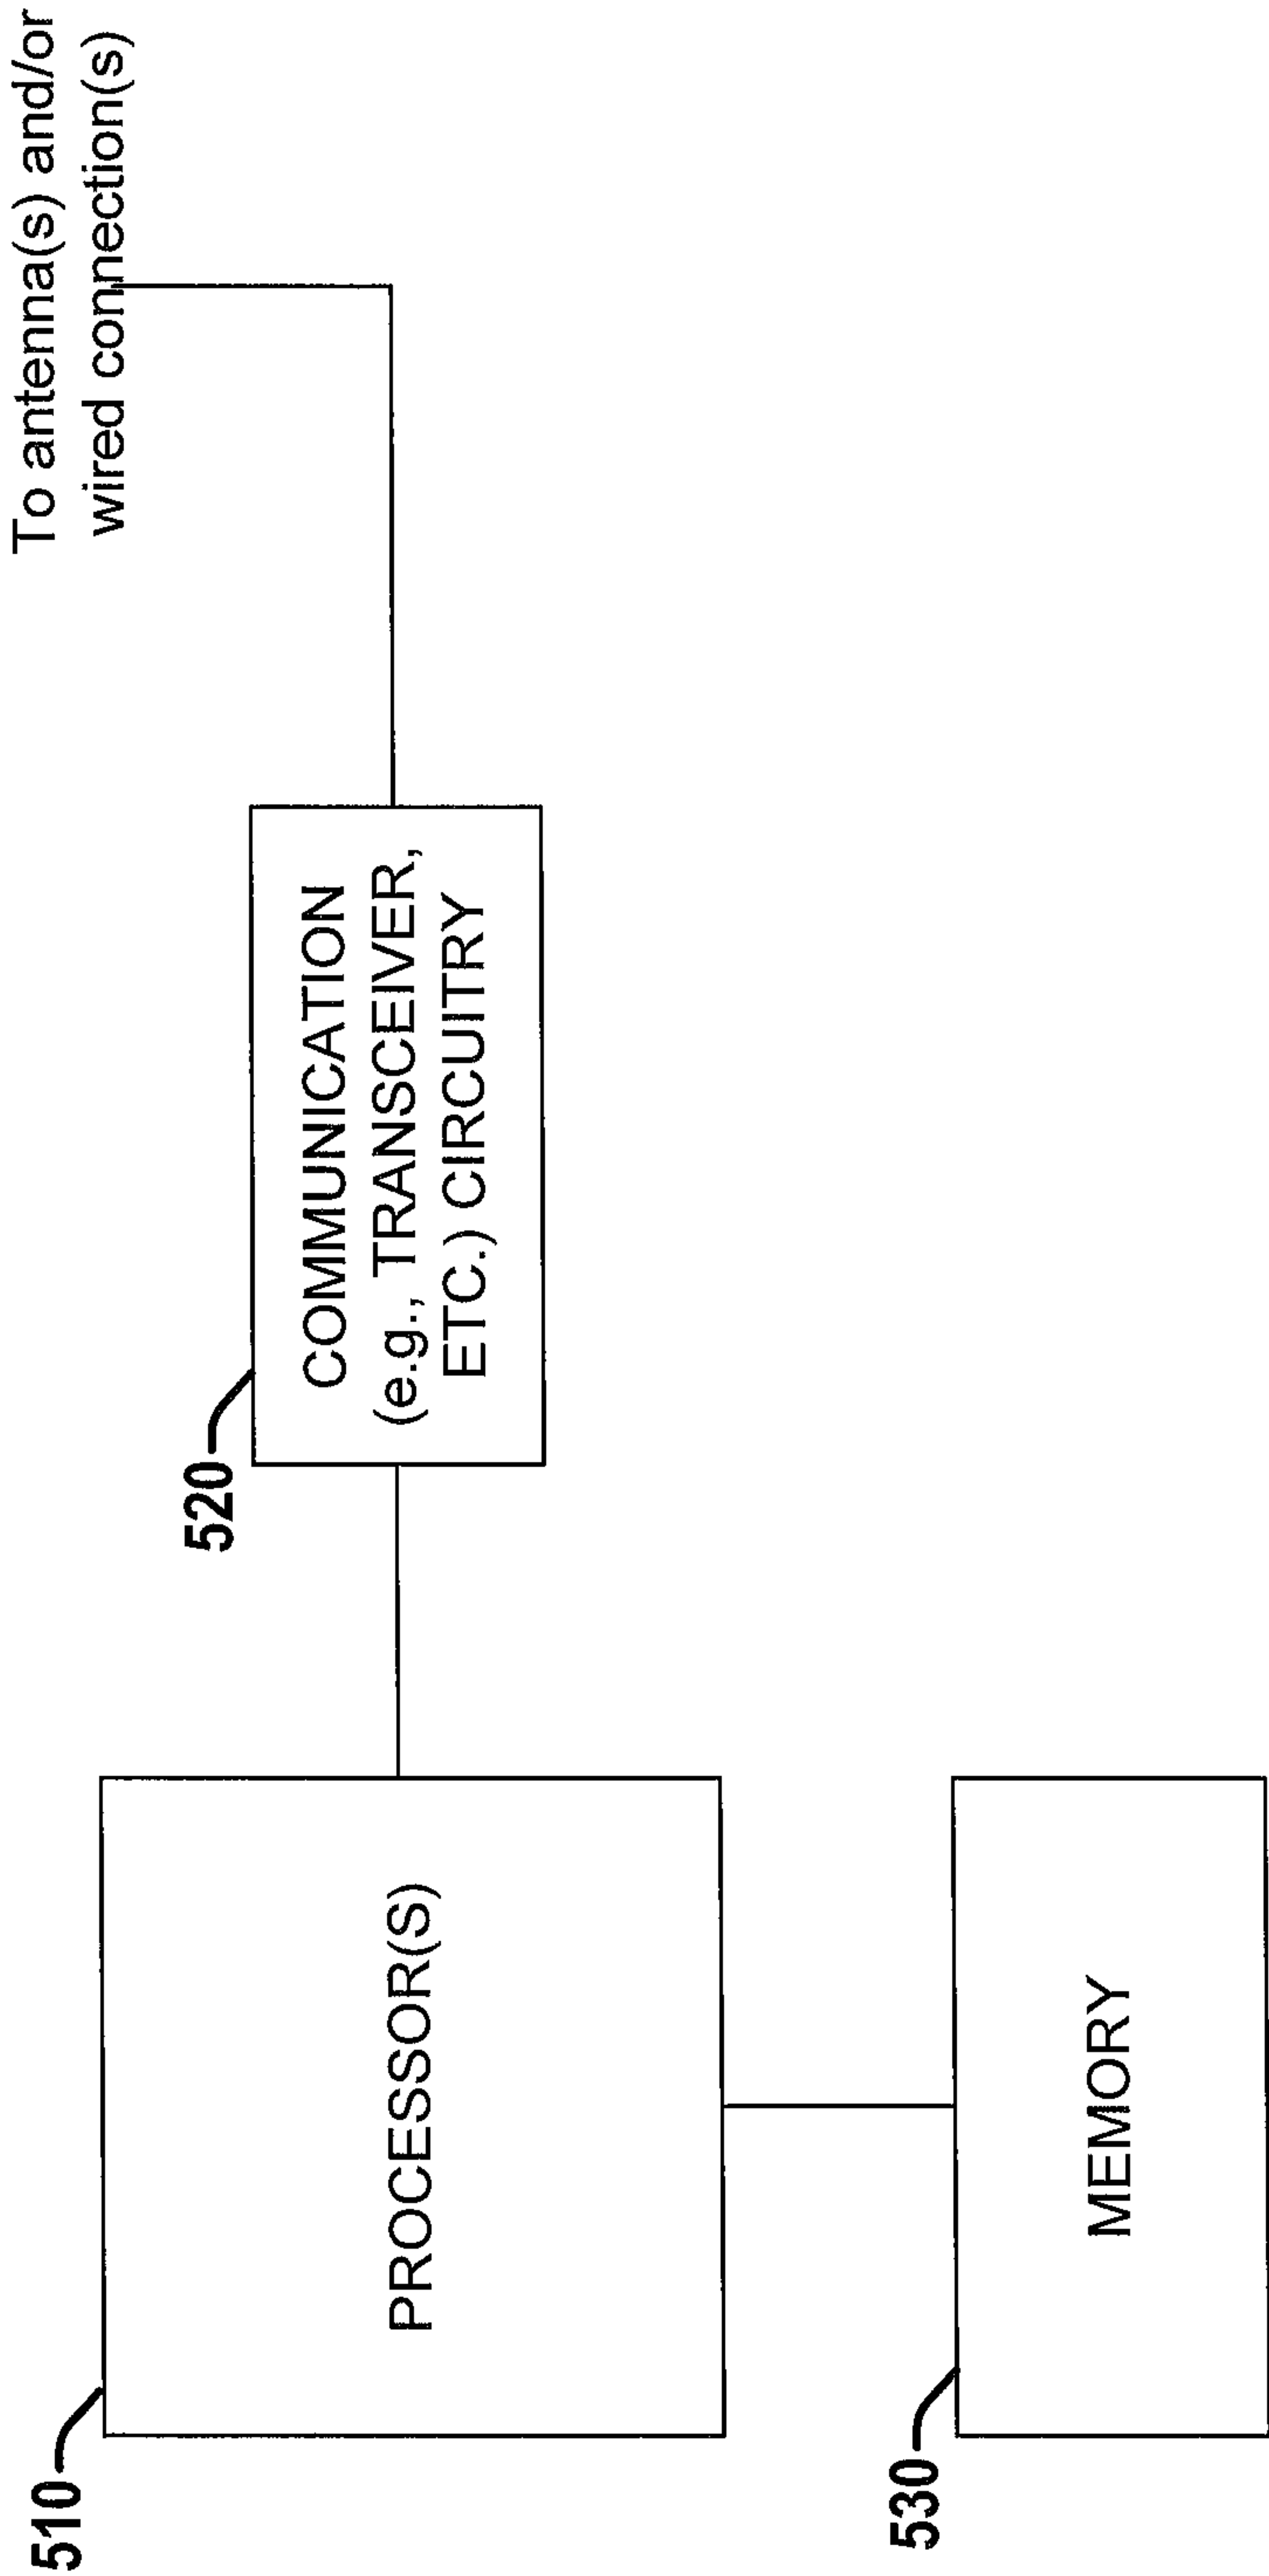 To antenna(s) and/or
wired connection(s)
520
COMMUNICATION
(e.g., TRANSCEIVER,
ETC.) CIRCUITRY
510
PROCESSOR(S)
530
MEMORY